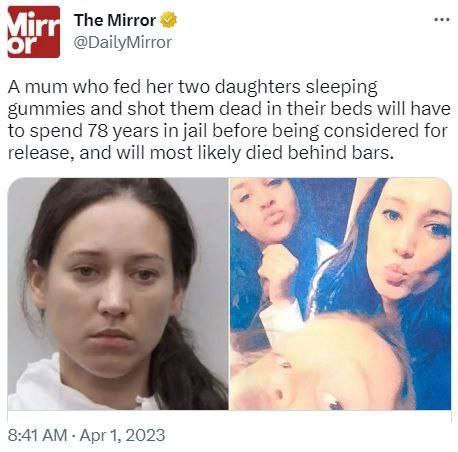 Mirr
or
The Mirror
@DailyMirror
A mum who fed her two daughters sleeping
gummies and shot them dead in their beds will have
to spend 78 years in jail before being considered for
release, and will most likely died behind bars.
8:41 AM · Apr 1, 2023